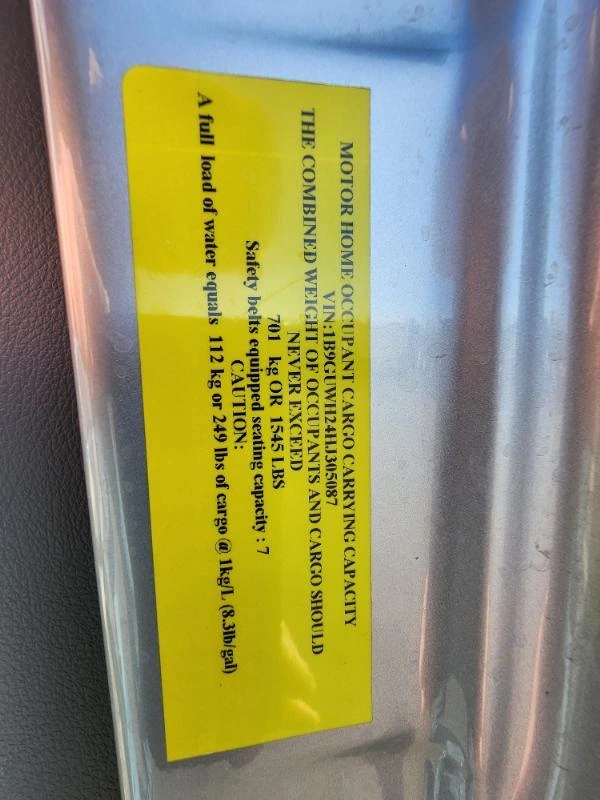 MOTOR HOME OCCUPANT CARGO CARRYING CAPACITY
VIN:1B9GUWH24HJ305087
THE COMBINED WEIGHT OF OCCUPANTS AND CARGO SHOULD
NEVER EXCEED
701 kg OR 1545 LBS
Safety belts equipped seating capacity : 7
CAUTION:
A full load of water equals 112 kg or 249 lbs of cargo @ 1kg/L (8.3lb/gal)